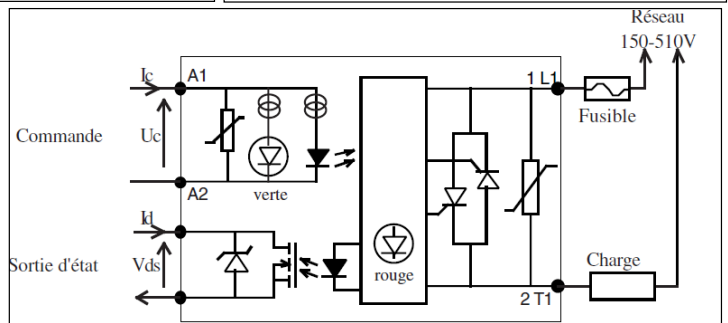 Réseau
150-510V
Ic
A1
1 L1
Fusible
Commande
Uc
A2
verte
Id
Sortie d'état
Vds
rouge
Charge
2 T1